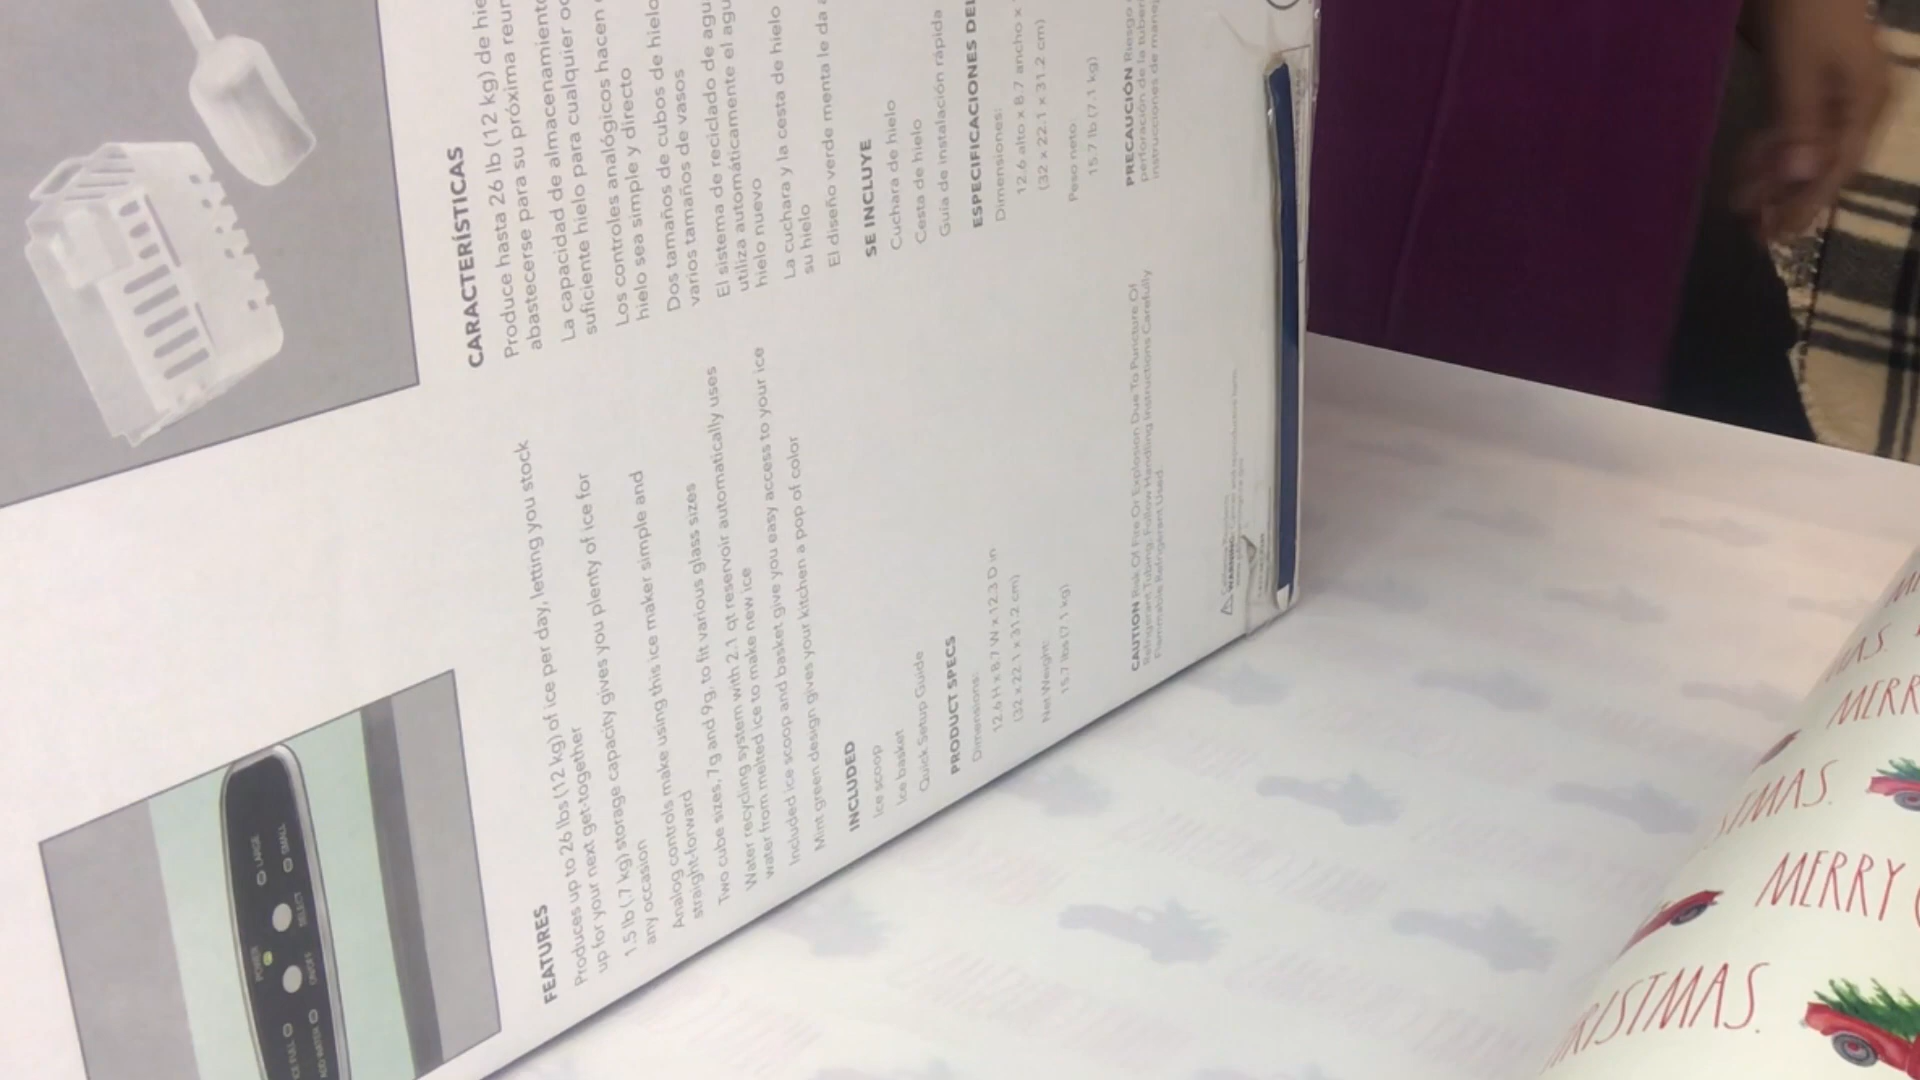 ICE FULL
ADD WATER
POWER
ON/OFF
SELECT
LARGE
SMALL
FEATURES
Produces up to 26 lbs (12 kg) of ice per day, letting you stock
up for your next get-together
1.5 lb (.7 kg) storage capacity gives you plenty of ice for
any occasion
Analog controls make using this ice maker simple and
straight-forward
Two cube sizes, 7g and 9g, to fit various glass sizes
Water recycling system with 2.1 qt reservoir automatically uses
water from melted ice to make new ice
Included ice scoop and basket give you easy access to your ice
Mint green design gives your kitchen a pop of color
INCLUDED
Ice scoop
Ice basket
Quick Setup Guide
PRODUCT SPECS
Dimensions:
12.6 H x 8.7 W x 12.3 D in
(32 x 22.1 x 31.2 cm)
Net Weight:
15.7 lbs (7.1 kg)
CAUTION Risk Of Fire Or Explosion Due To Puncture Of
Refrigerant Tubing; Follow Handling Instructions Carefully
Flammable Refrigerant Used.
WARNING:
CARACTERÍSTICAS
Produce hasta 26 lb (12 kg) de
abastecerse para su próxima
La capacidad de almacenamiento
suficiente hielo para cualquier
Los controles analógicos hacen
hielo sea simple y directo
Dos tamaños de cubos de hielo
varios tamaños de vasos
El sistema de reciclado de
utiliza automáticamente el
hielo nuevo
La cuchara y la cesta de hielo
su hielo
El diseño verde menta le da
SE INCLUYE
Cuchara de hielo
Cesta de hielo
Guía de instalación rápida
ESPECIFICACIONES
Dimensiones:
12.6 alto x 8.7 ancho x
(32 x 22.1 x 31.2 cm)
Peso neto:
15.7 lb (7.1 kg)
PRECAUCIÓN Riesgo
perforación de la
instrucciones de
MERRY
MERRY